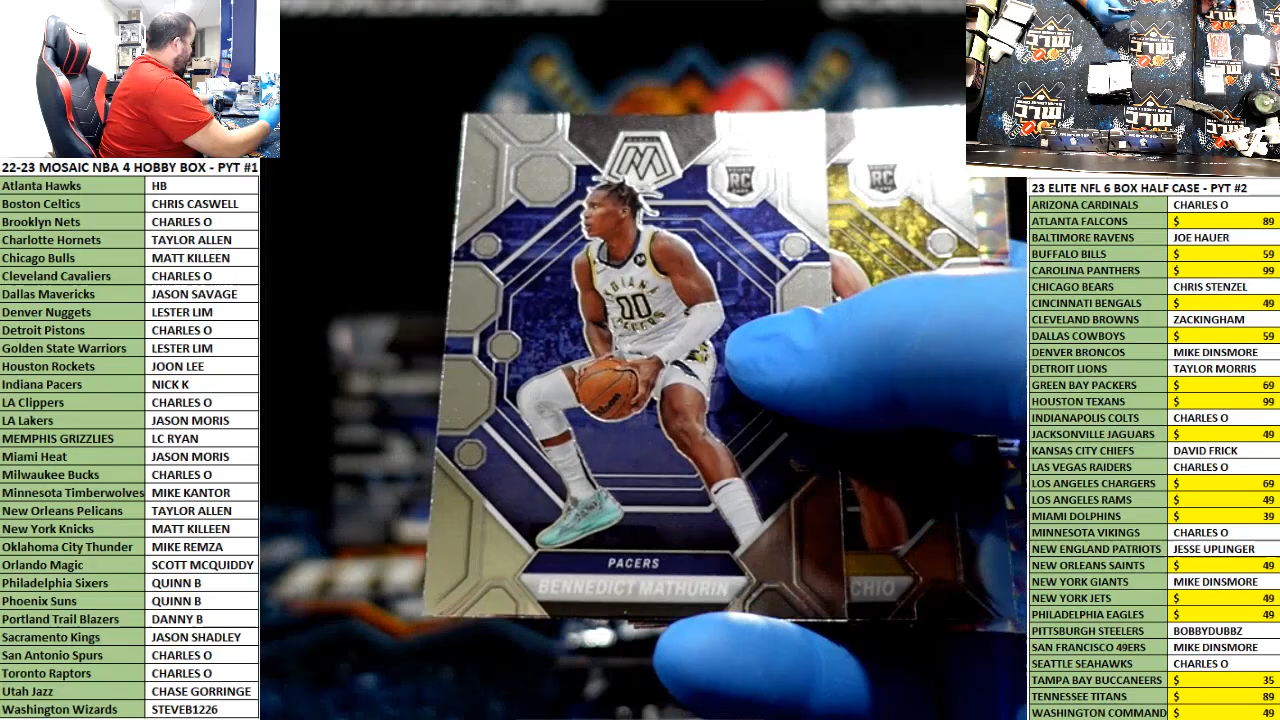 22-23 MOSAIC NBA 4 HOBBY BOX - PYT #1
Atlanta Hawks HB
Boston Celtics CHRIS CASWELL
Brooklyn Nets CHARLES O
Charlotte Hornets TAYLOR ALLEN
Chicago Bulls MATT KILLEEN
Cleveland Cavaliers CHARLES O
Dallas Mavericks JASON SAVAGE
Denver Nuggets LESTER LIM
Detroit Pistons CHARLES O
Golden State Warriors LESTER LIM
Houston Rockets JOON LEE
Indiana Pacers NICK K
LA Clippers CHARLES O
LA Lakers JASON MORIS
MEMPHIS GRIZZLIES LC RYAN
Miami Heat JASON MORIS
Milwaukee Bucks CHARLES O
Minnesota Timberwolves MIKE KANTOR
New Orleans Pelicans TAYLOR ALLEN
New York Knicks MATT KILLEEN
Oklahoma City Thunder MIKE REMZA
Orlando Magic SCOTT MCQUIDDY
Philadelphia Sixers QUINN B
Phoenix Suns QUINN B
Portland Trail Blazers DANNY B
Sacramento Kings JASON SHADLEY
San Antonio Spurs CHARLES O
Toronto Raptors CHARLES O
Utah Jazz CHASE GORRINGE
Washington Wizards STEVEB1226
RC
RC
INDIANA
00
PACERS
BENNEDICT MATHURIN
CHIO
23 ELITE NFL 6 BOX HALF CASE - PYT #2
ARIZONA CARDINALS CHARLES O
ATLANTA FALCONS $ 89
BALTIMORE RAVENS JOE HAUER
BUFFALO BILLS $ 59
CAROLINA PANTHERS $ 99
CHICAGO BEARS CHRIS STENZEL
CINCINNATI BENGALS $ 49
CLEVELAND BROWNS ZACKINGHAM
DALLAS COWBOYS $ 59
DENVER BRONCOS MIKE DINSMORE
DETROIT LIONS TAYLOR MORRIS
GREEN BAY PACKERS $ 69
HOUSTON TEXANS $ 99
INDIANAPOLIS COLTS CHARLES O
JACKSONVILLE JAGUARS $ 49
KANSAS CITY CHIEFS DAVID FRICK
LAS VEGAS RAIDERS CHARLES O
LOS ANGELES CHARGERS $ 69
LOS ANGELES RAMS $ 49
MIAMI DOLPHINS $ 39
MINNESOTA VIKINGS CHARLES O
NEW ENGLAND PATRIOTS JESSE UPLINGER
NEW ORLEANS SAINTS $ 49
NEW YORK GIANTS MIKE DINSMORE
NEW YORK JETS $ 49
PHILADELPHIA EAGLES $ 49
PITTSBURGH STEELERS BOBBYDUBBZ
SAN FRANCISCO 49ERS MIKE DINSMORE
SEATTLE SEAHAWKS CHARLES O
TAMPA BAY BUCCANEERS $ 35
TENNESSEE TITANS $ 89
WASHINGTON COMMAND $ 49